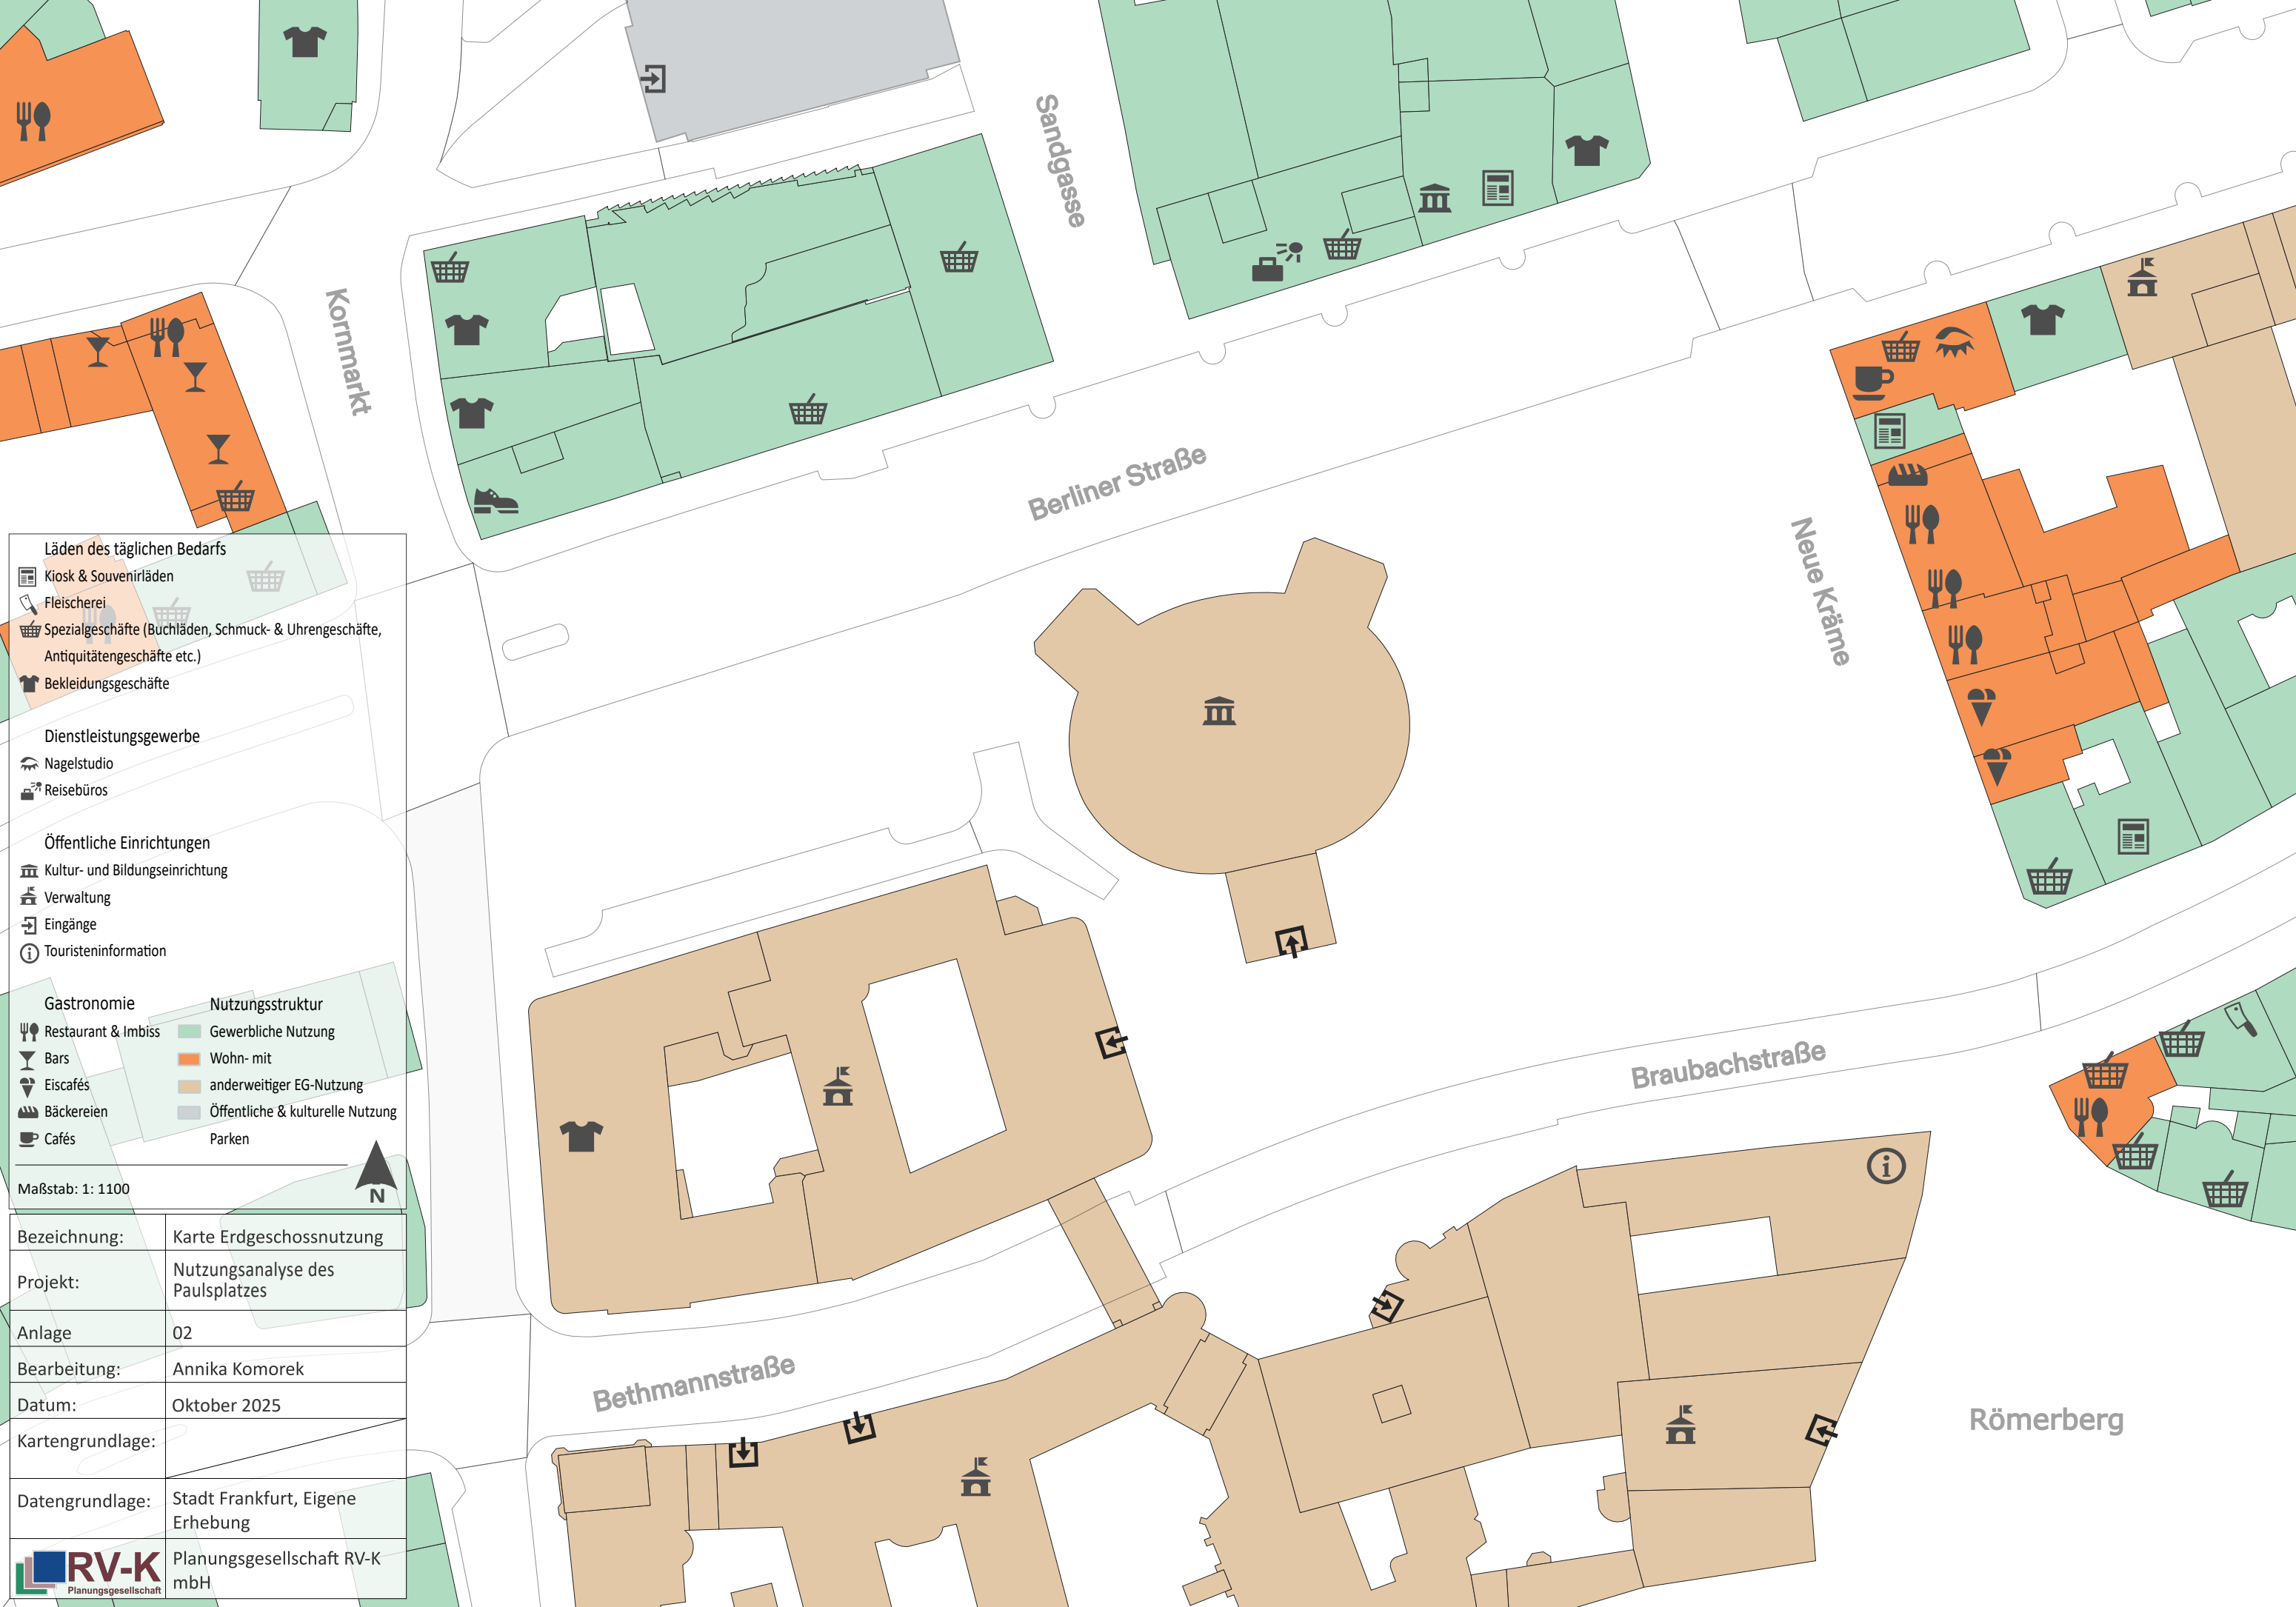 Sandgasse
Kornmarkt
Berliner Straße
Neue Kräme
Läden des täglichen Bedarfs
Kiosk & Souvenirläden
Fleischerei
Spezialgeschäfte (Buchläden, Schmuck- & Uhrengeschäfte,
Antiquitätengeschäfte etc.)
Bekleidungsgeschäfte
Dienstleistungsgewerbe
Nagelstudio
Reisebüros
Öffentliche Einrichtungen
Kultur- und Bildungseinrichtung
Verwaltung
Eingänge
Touristeninformation
Gastronomie
Restaurant & Imbiss
Bars
Eiscafés
Bäckereien
Cafés
Nutzungsstruktur
Gewerbliche Nutzung
Wohn- mit
anderweitiger EG-Nutzung
Öffentliche & kulturelle Nutzung
Parken
Maßstab: 1: 1100
N
Braubachstraße
Bethmannstraße
Römerberg
Bezeichnung: Karte Erdgeschossnutzung
Projekt: Nutzungsanalyse des
Paulsplatzes
Anlage 02
Bearbeitung: Annika Komorek
Datum: Oktober 2025
Kartengrundlage:
Datengrundlage: Stadt Frankfurt, Eigene
Erhebung
RV-K
Planungsgesellschaft
Planungsgesellschaft RV-K
mbH